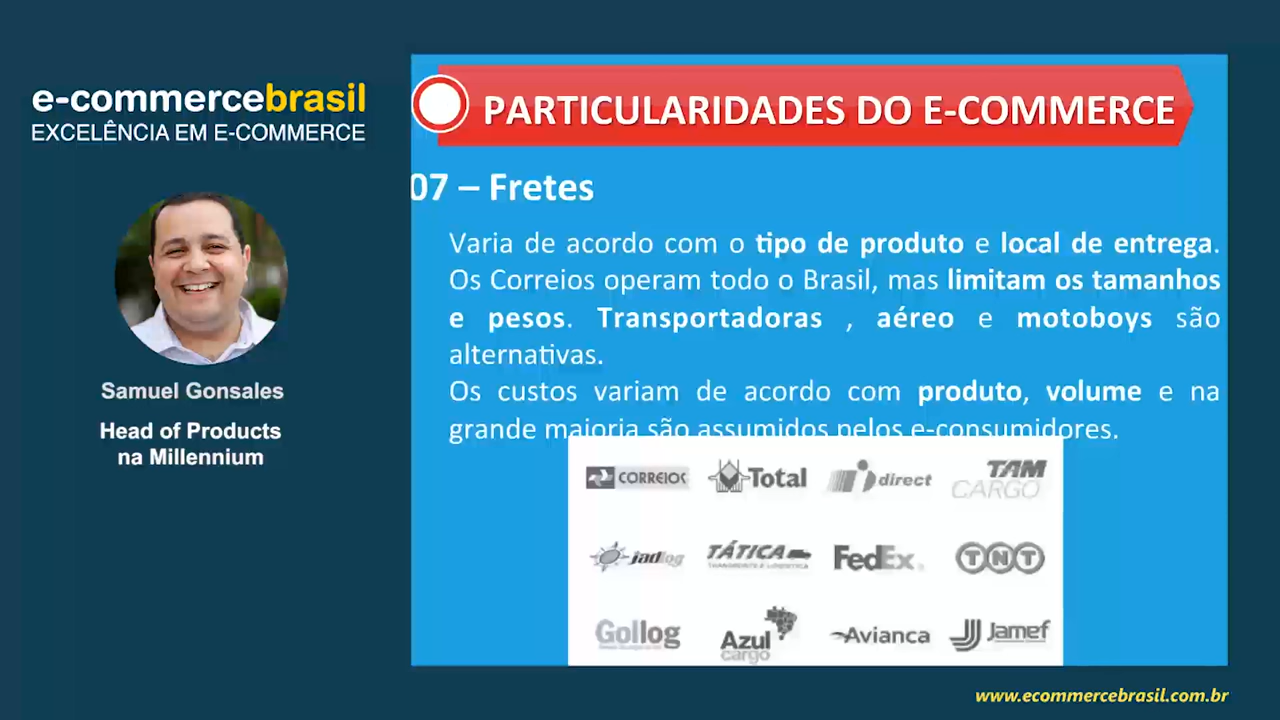 e-commercebrasil
EXCELÊNCIA EM E-COMMERCE
Samuel Gonsales
Head of Products
na Millennium
PARTICULARIDADES DO E-COMMERCE
07 – Fretes
Varia de acordo com o tipo de produto e local de entrega.
Os Correios operam todo o Brasil, mas limitam os tamanhos
e pesos. Transportadoras , aéreo e motoboys são
alternativas.
Os custos variam de acordo com produto, volume e na
grande maioria são assumidos pelos e-consumidores.
CORREIOS Total direct TAM CARGO
jadlog TÁTICA TRANSPORTE E LOGÍSTICA FedEx TNT
Gollog Azul cargo Avianca Jamef
www.ecommercebrasil.com.br